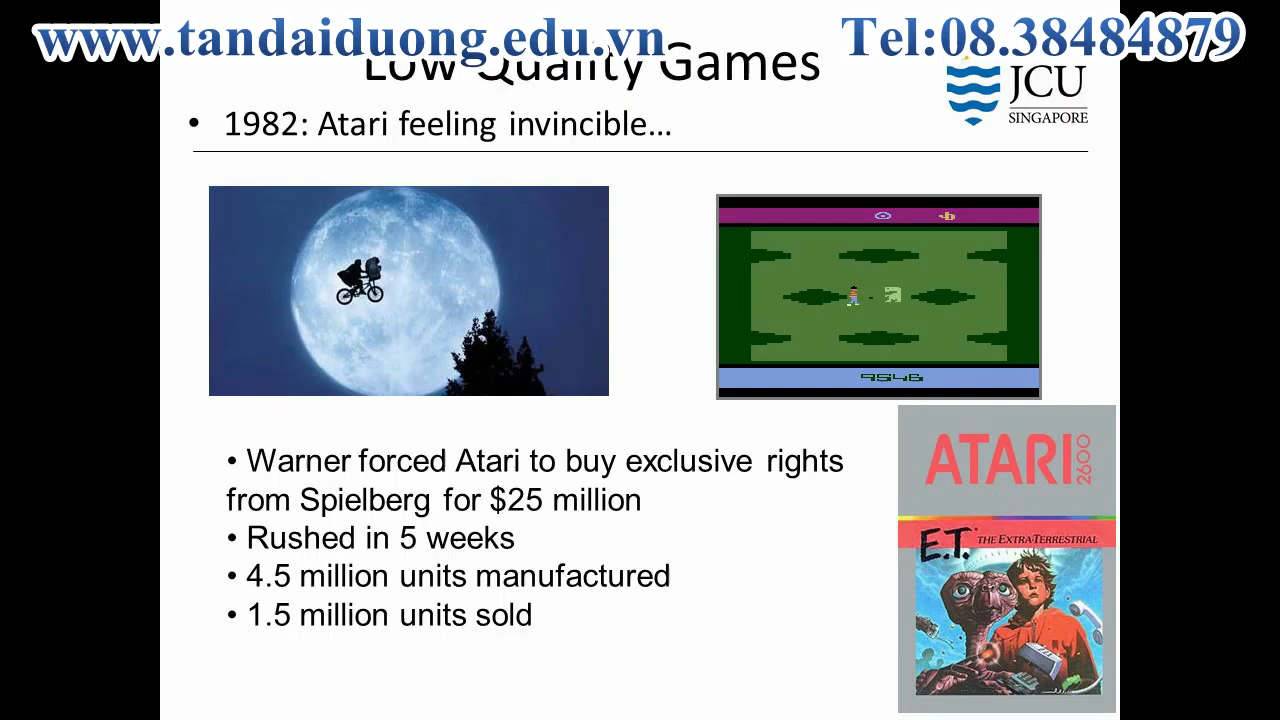 www.tandaiduong.edu.vn
Tel:08.38484879
Low Quality Games
JCU
SINGAPORE
• 1982: Atari feeling invincible…
9546
• Warner forced Atari to buy exclusive rights
from Spielberg for $25 million
• Rushed in 5 weeks
• 4.5 million units manufactured
• 1.5 million units sold
ATARI 2600
E.T. THE EXTRA-TERRESTRIAL